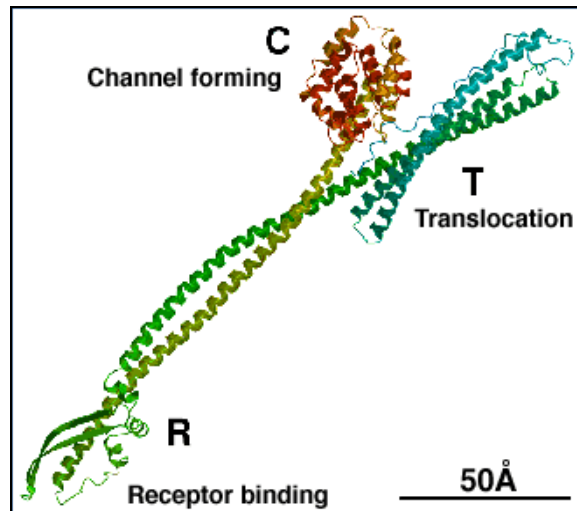 C
Channel forming
T
Translocation
R
Receptor binding
50Å